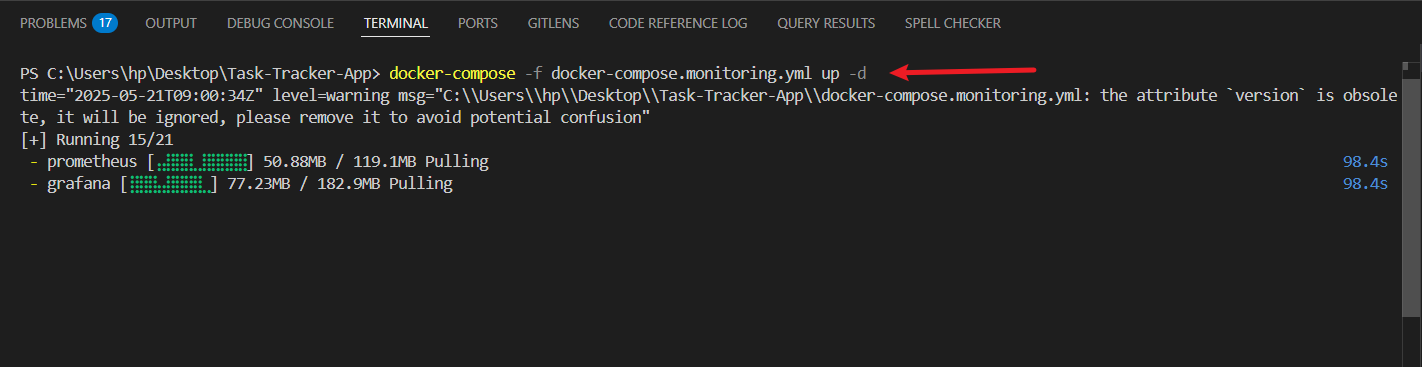 PROBLEMS 17 OUTPUT DEBUG CONSOLE TERMINAL PORTS GITLENS CODE REFERENCE LOG QUERY RESULTS SPELL CHECKER
PS C:\Users\hp\Desktop\Task-Tracker-App> docker-compose -f docker-compose.monitoring.yml up -d
time="2025-05-21T09:00:34Z" level=warning msg="C:\\Users\\hp\\Desktop\\Task-Tracker-App\\docker-compose.monitoring.yml: the attribute `version` is obsole
te, it will be ignored, please remove it to avoid potential confusion"
[+] Running 15/21
- prometheus [⣠⣿⣿⣿⣀⣿⣿⣿⣿⣿] 50.88MB / 119.1MB Pulling 98.4s
- grafana [⣿⣿⣿⣤⣿⣿⣿⣿⣀] 77.23MB / 182.9MB Pulling 98.4s